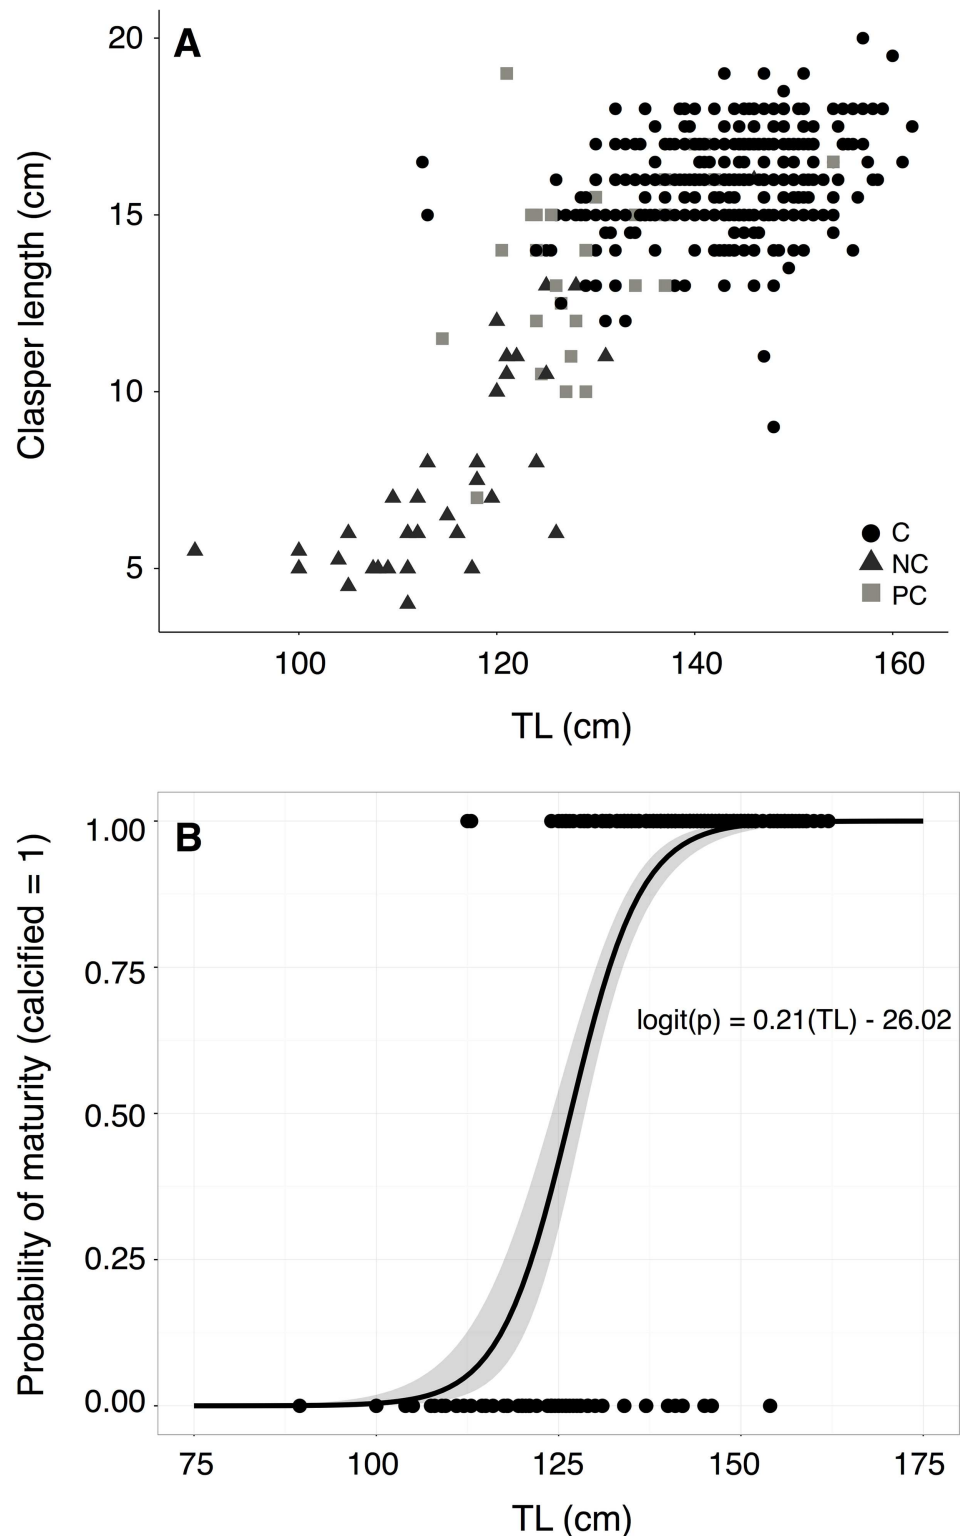 A
Clasper length (cm)
20
15
10
5
C
NC
PC
100 120 140 160
TL (cm)
B
Probability of maturity (calcified = 1)
1.00
0.75
0.50
0.25
0.00
logit(p) = 0.21(TL) - 26.02
75 100 125 150 175
TL (cm)